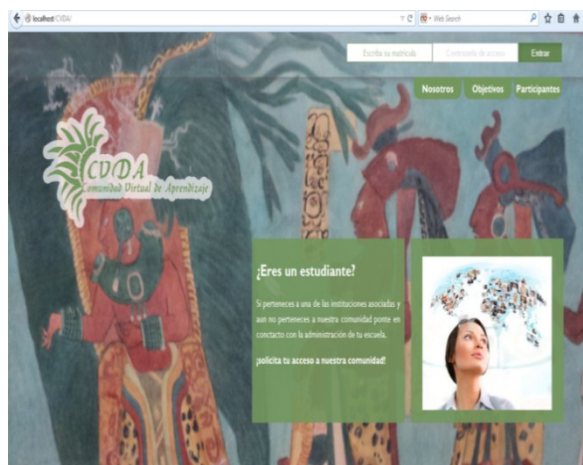 localhost/CVDA/
Web Search
Escriba su matricula
Contraseña de acceso
Entrar
Nosotros
Objetivos
Participantes
CVDA
Comunidad Virtual de Aprendizaje
¿Eres un estudiante?
Si perteneces a una de las instituciones asociadas y
aun no perteneces a nuestra comunidad ponte en
conctacto con la administración de tu escuela.
¡solicita tu acceso a nuestra comunidad!